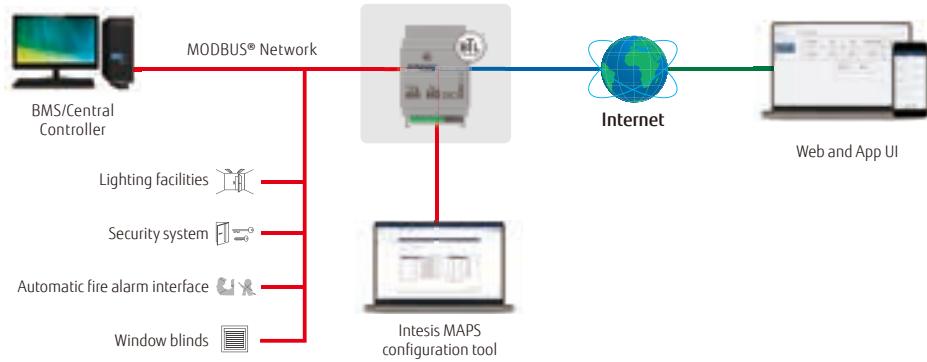 MODBUS® Network
BMS/Central
Controller
Internet
Web and App UI
Lighting facilities
Security system
Automatic fire alarm interface
Window blinds
Intesis MAPS
configuration tool